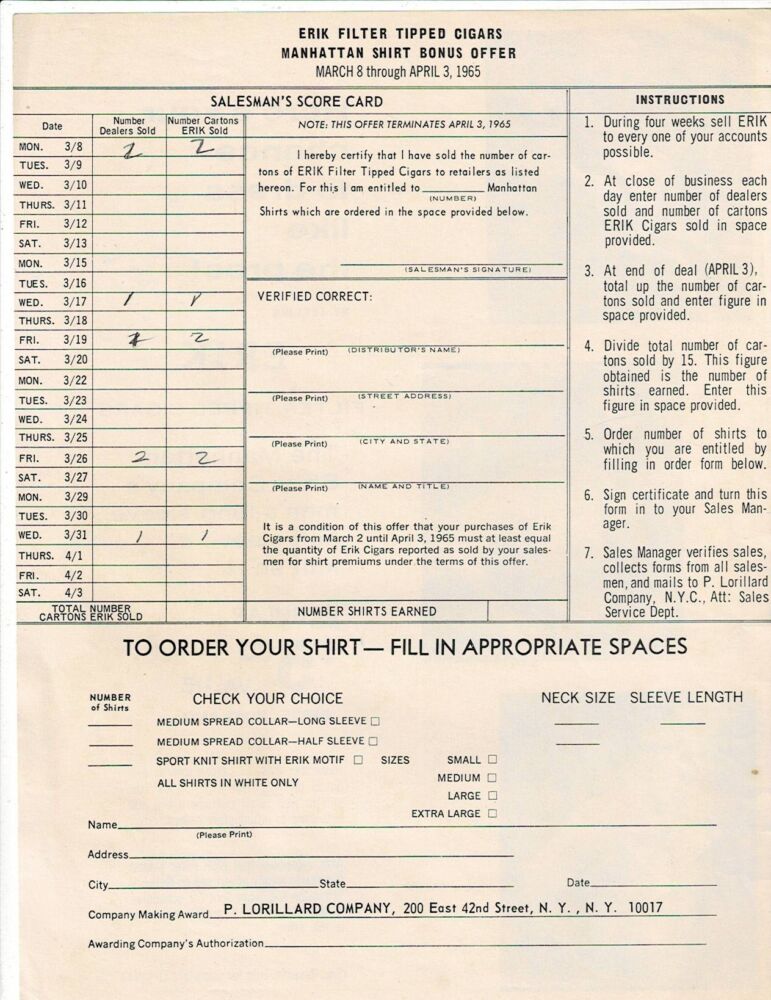 ERIK FILTER TIPPED CIGARS
MANHATTAN SHIRT BONUS OFFER
MARCH 8 through APRIL 3, 1965
SALESMAN'S SCORE CARD
Date Number Dealers Sold Number Cartons ERIK Sold
MON. 3/8 2 2
TUES. 3/9
WED. 3/10
THURS. 3/11
FRI. 3/12
SAT. 3/13
MON. 3/15
TUES. 3/16
WED. 3/17 1 1
THURS. 3/18
FRI. 3/19 2 2
SAT. 3/20
MON. 3/22
TUES. 3/23
WED. 3/24
THURS. 3/25
FRI. 3/26 2 2
SAT. 3/27
MON. 3/29
TUES. 3/30
WED. 3/31 1 1
THURS. 4/1
FRI. 4/2
SAT. 4/3
TOTAL NUMBER
CARTONS ERIK SOLD
NOTE: THIS OFFER TERMINATES APRIL 3, 1965
I hereby certify that I have sold the number of car-
tons of ERIK Filter Tipped Cigars to retailers as listed
hereon. For this I am entitled to Manhattan
(NUMBER)
Shirts which are ordered in the space provided below.
(SALESMAN'S SIGNATURE)
VERIFIED CORRECT:
(Please Print) (DISTRIBUTOR'S NAME)
(Please Print) (STREET ADDRESS)
(Please Print) (CITY AND STATE)
(Please Print) (NAME AND TITLE)
It is a condition of this offer that your purchases of Erik
Cigars from March 2 until April 3, 1965 must at least equal
the quantity of Erik Cigars reported as sold by your sales-
men for shirt premiums under the terms of this offer.
NUMBER SHIRTS EARNED
INSTRUCTIONS
1. During four weeks sell ERIK
to every one of your accounts
possible.
2. At close of business each
day enter number of dealers
sold and number of cartons
ERIK Cigars sold in space
provided.
3. At end of deal (APRIL 3),
total up the number of car-
tons sold and enter figure in
space provided.
4. Divide total number of car-
tons sold by 15. This figure
obtained is the number of
shirts earned. Enter this
figure in space provided.
5. Order number of shirts to
which you are entitled by
filling in order form below.
6. Sign certificate and turn this
form in to your Sales Man-
ager.
7. Sales Manager verifies sales,
collects forms from all sales-
men, and mails to P. Lorillard
Company, N.Y.C., Att: Sales
Service Dept.
TO ORDER YOUR SHIRT— FILL IN APPROPRIATE SPACES
NUMBER
of Shirts
CHECK YOUR CHOICE NECK SIZE SLEEVE LENGTH
MEDIUM SPREAD COLLAR—LONG SLEEVE □
MEDIUM SPREAD COLLAR—HALF SLEEVE □
SPORT KNIT SHIRT WITH ERIK MOTIF □ SIZES SMALL □
ALL SHIRTS IN WHITE ONLY MEDIUM □
LARGE □
EXTRA LARGE □
Name
(Please Print)
Address
City State Date
Company Making Award P. LORILLARD COMPANY, 200 East 42nd Street, N. Y. , N. Y. 10017
Awarding Company's Authorization